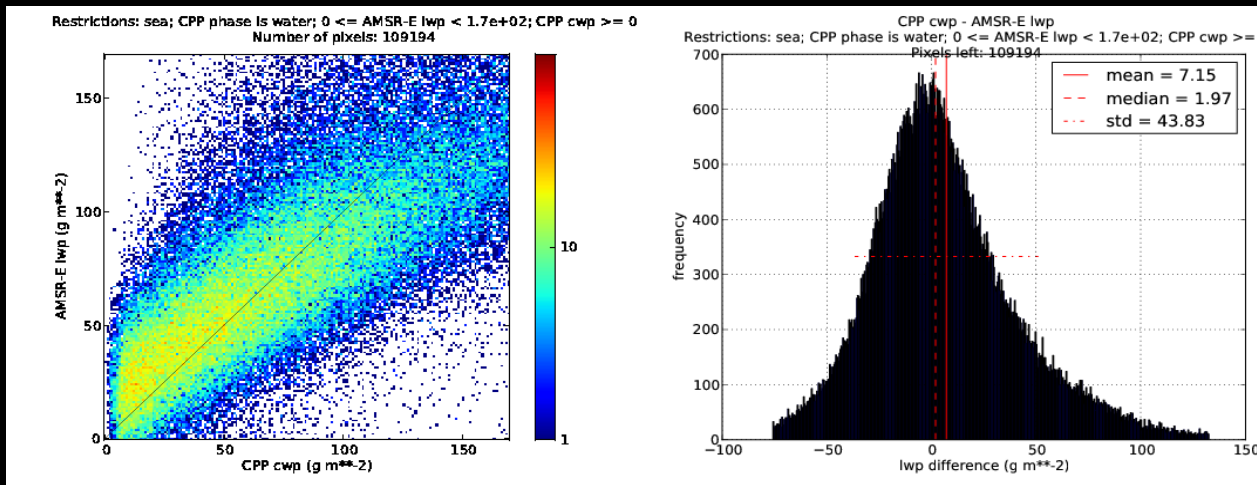 Restrictions: sea; CPP phase is water; 0 <= AMSR-E lwp < 1.7e+02; CPP cwp >= 0
Number of pixels: 109194
150
100
50
0
AMSR-E lwp (g m**-2)
0
50
100
150
CPP cwp (g m**-2)
10
1
CPP cwp - AMSR-E lwp
Restrictions: sea; CPP phase is water; 0 <= AMSR-E lwp < 1.7e+02; CPP cwp >=
Pixels left: 109194
mean = 7.15
median = 1.97
std = 43.83
700
600
500
400
300
200
100
0
frequency
−100
−50
0
50
100
150
lwp difference (g m**-2)